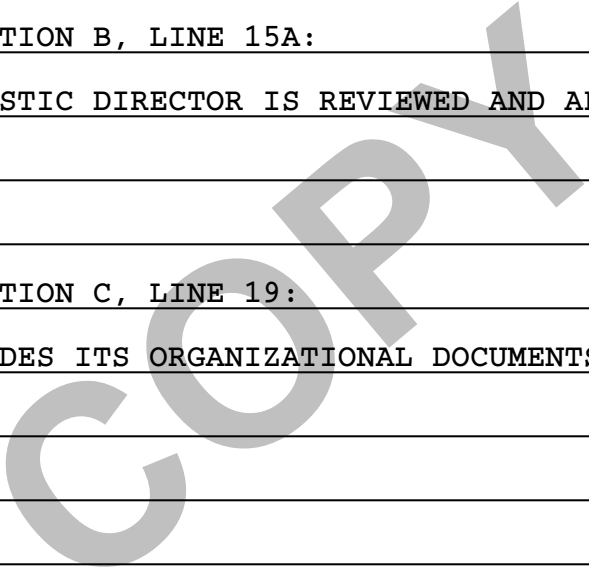 TION B, LINE 15A:
STIC DIRECTOR IS REVIEWED AND
TION C, LINE 19:
DES ITS ORGANIZATIONAL DOCUMENTS
COPY